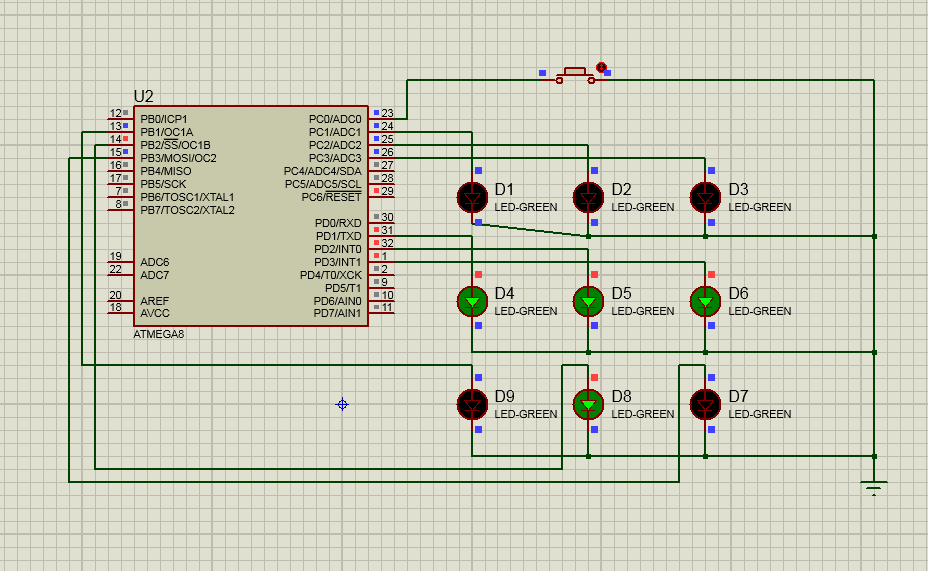 U2
12 PB0/ICP1 PC0/ADC0 23
13 PB1/OC1A PC1/ADC1 24
14 PB2/SS/OC1B PC2/ADC2 25
15 PB3/MOSI/OC2 PC3/ADC3 26
16 PB4/MISO PC4/ADC4/SDA 27
17 PB5/SCK PC5/ADC5/SCL 28
7 PB6/TOSC1/XTAL1 PC6/RESET 29
8 PB7/TOSC2/XTAL2
PD0/RXD 30
PD1/TXD 31
PD2/INT0 32
19 ADC6 PD3/INT1 1
22 ADC7 PD4/T0/XCK 2
PD5/T1 9
20 AREF PD6/AIN0 10
18 AVCC PD7/AIN1 11
ATMEGA8
D1 D2 D3
LED-GREEN LED-GREEN LED-GREEN
D4 D5 D6
LED-GREEN LED-GREEN LED-GREEN
D9 D8 D7
LED-GREEN LED-GREEN LED-GREEN